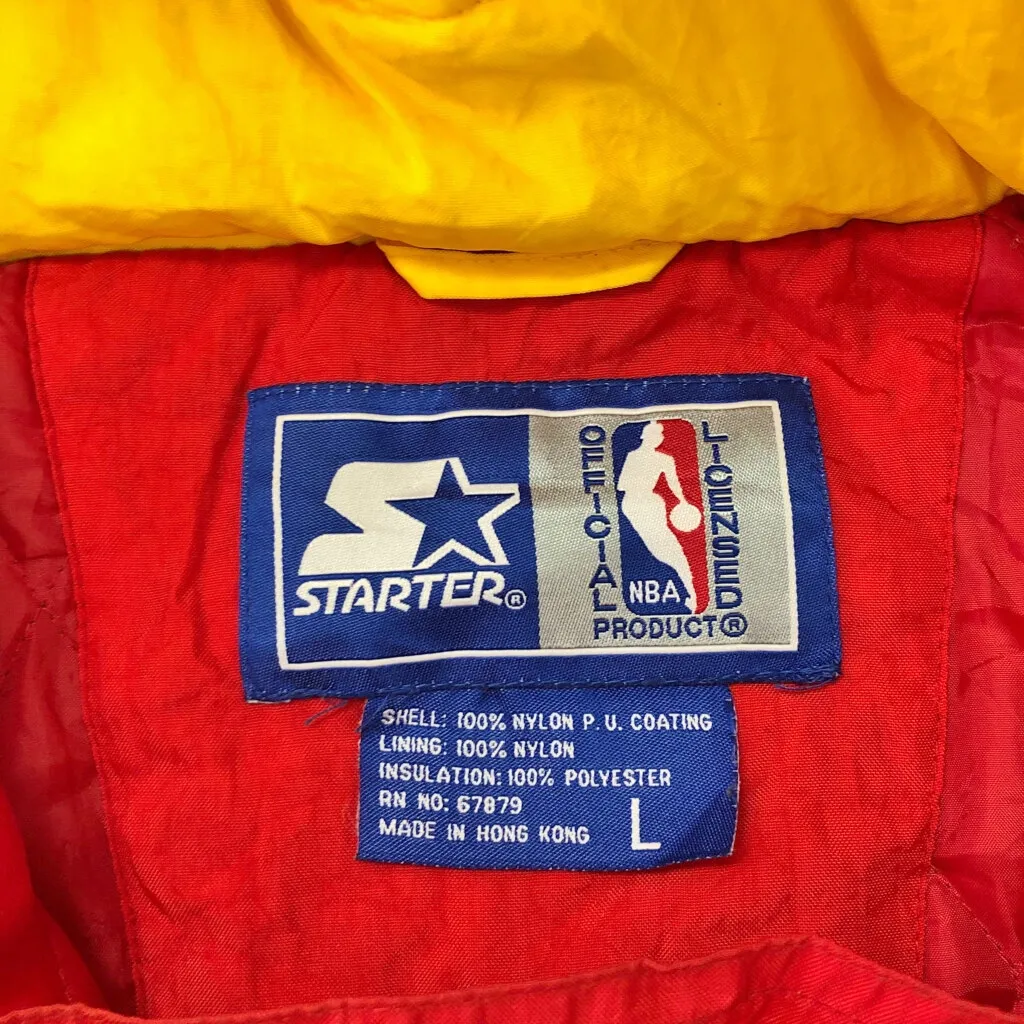 STARTER®
OFFICIAL
LICENSED
NBA
PRODUCT®
SHELL: 100% NYLON P. U. COATING
LINING: 100% NYLON
INSULATION: 100% POLYESTER
RN NO: 67879
MADE IN HONG KONG
L